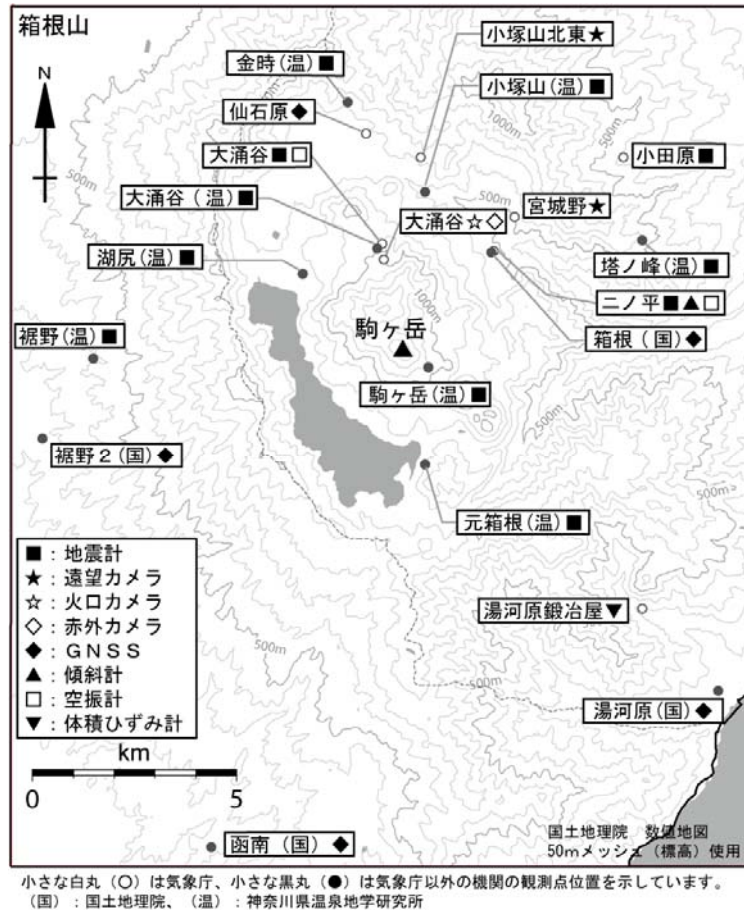 箱根山
N
小塚山北東★
金時(温)■
小塚山(温)■
仙石原◆
1000m
500m
大涌谷■□
小田原■
500m
大涌谷(温)■
500m
宮城野★
大涌谷☆◇
湖尻(温)■
塔ノ峰(温)■
1000m
二ノ平■▲□
駒ヶ岳
箱根(国)◆
裾野(温)■
駒ヶ岳(温)■
500m
裾野2(国)◆
500m
元箱根(温)■
■:地震計
★:遠望カメラ
☆:火口カメラ
◇:赤外カメラ
◆:GNSS
▲:傾斜計
□:空振計
▼:体積ひずみ計
500m
湯河原鍛冶屋▼
500m
湯河原(国)◆
km
0 5
函南(国)◆
国土地理院 数値地図
50mメッシュ(標高)使用
小さな白丸(○)は気象庁、小さな黒丸(●)は気象庁以外の機関の観測点位置を示しています。
(国):国土地理院、(温):神奈川県温泉地学研究所